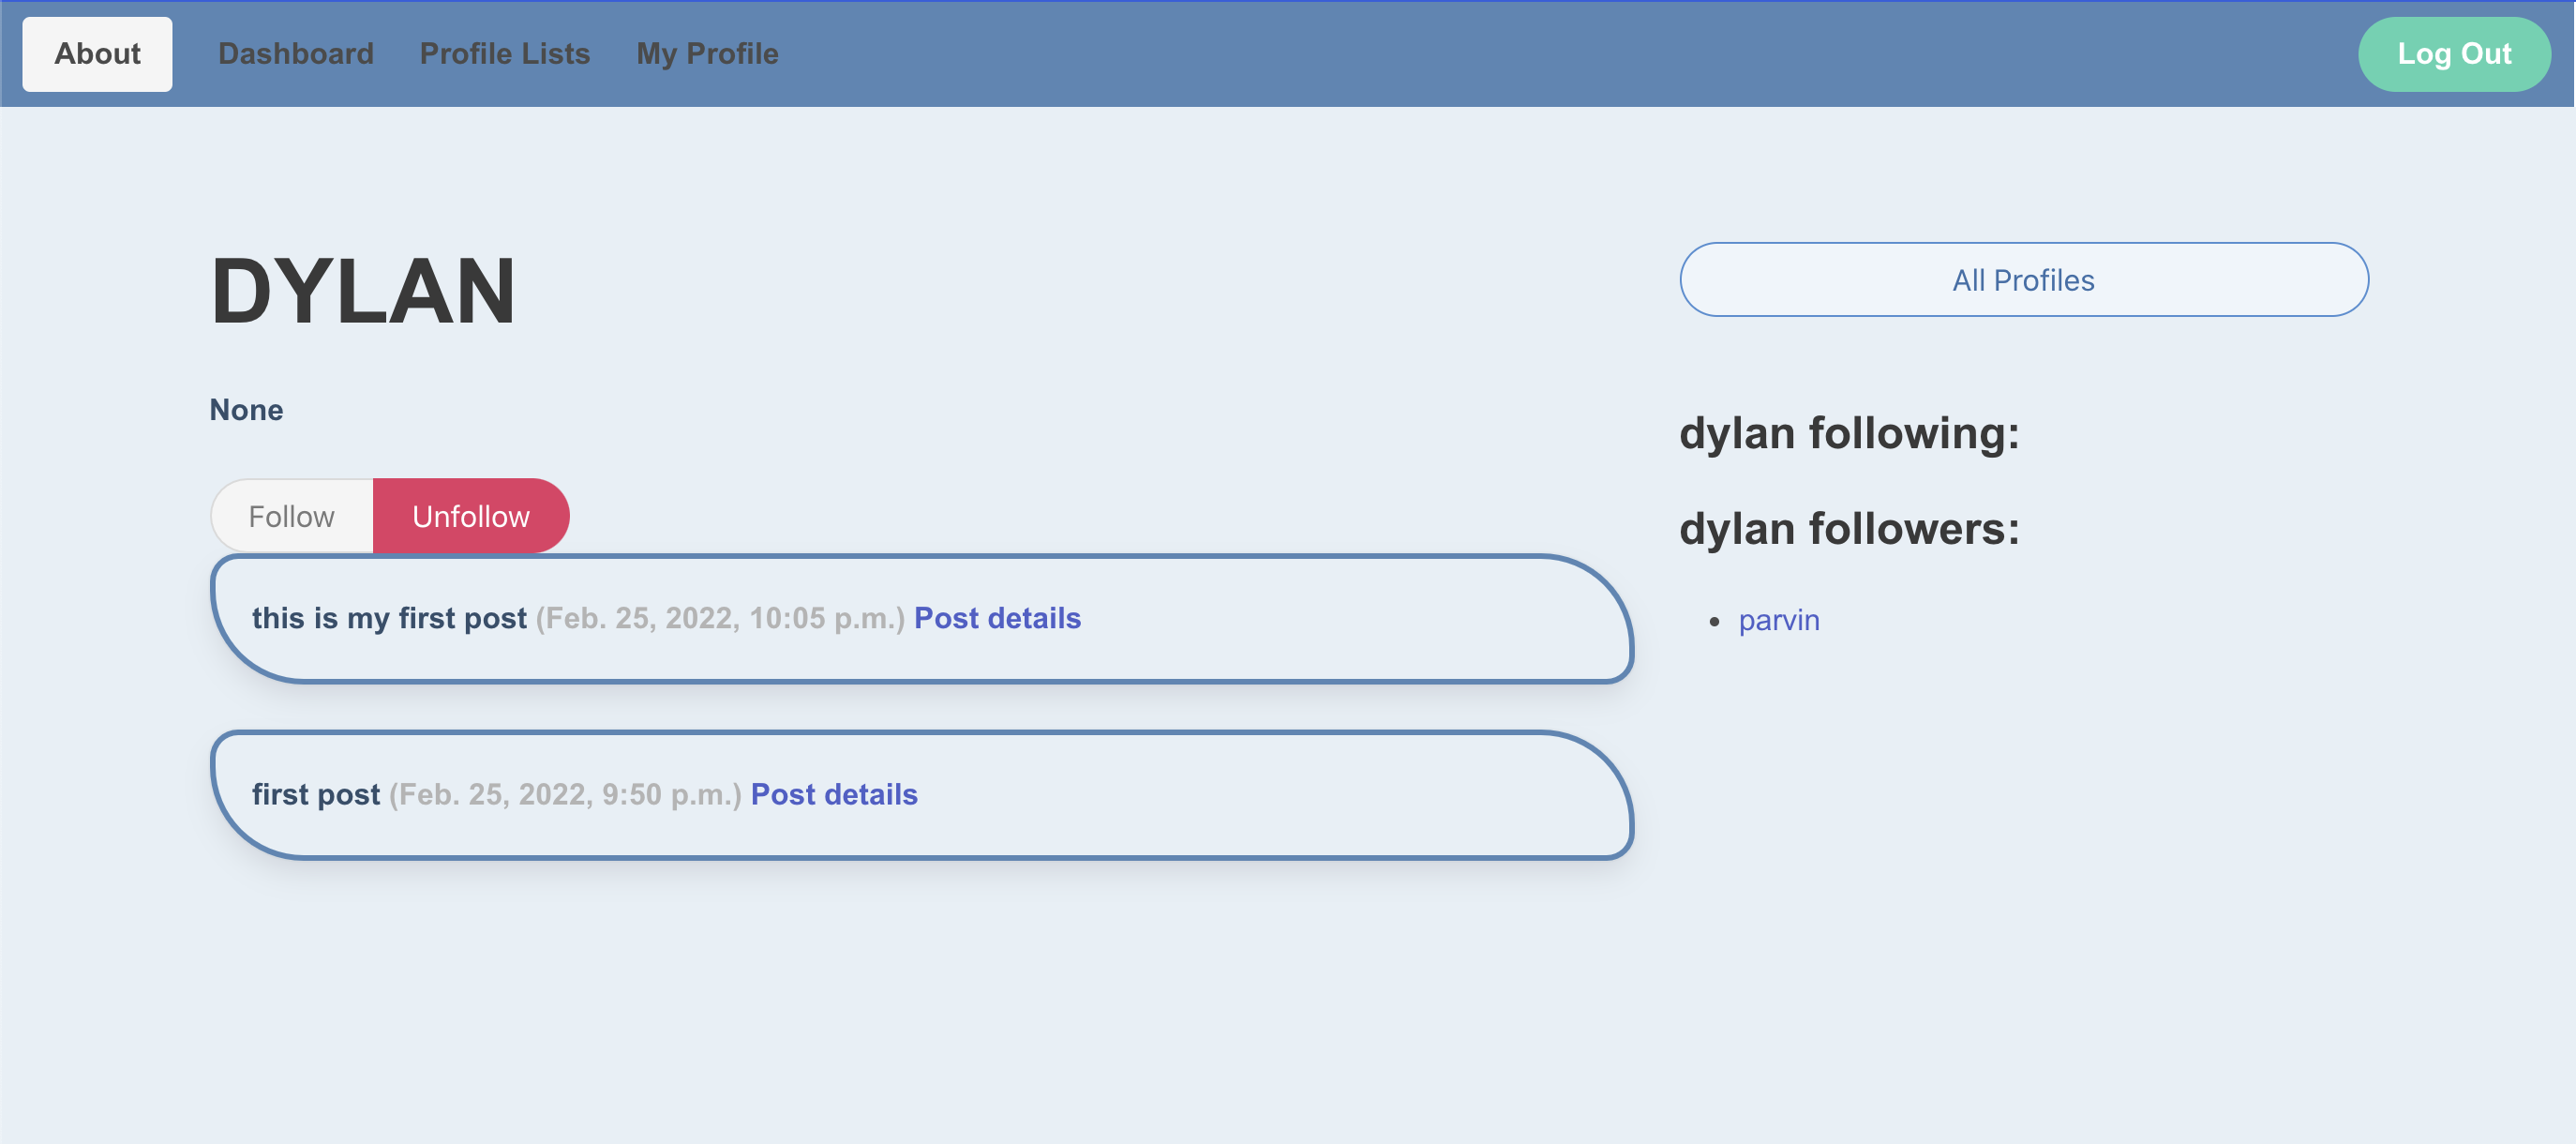 About Dashboard Profile Lists My Profile Log Out
DYLAN
None
Follow Unfollow
this is my first post (Feb. 25, 2022, 10:05 p.m.) Post details
first post (Feb. 25, 2022, 9:50 p.m.) Post details
All Profiles
dylan following:
dylan followers:
• parvin